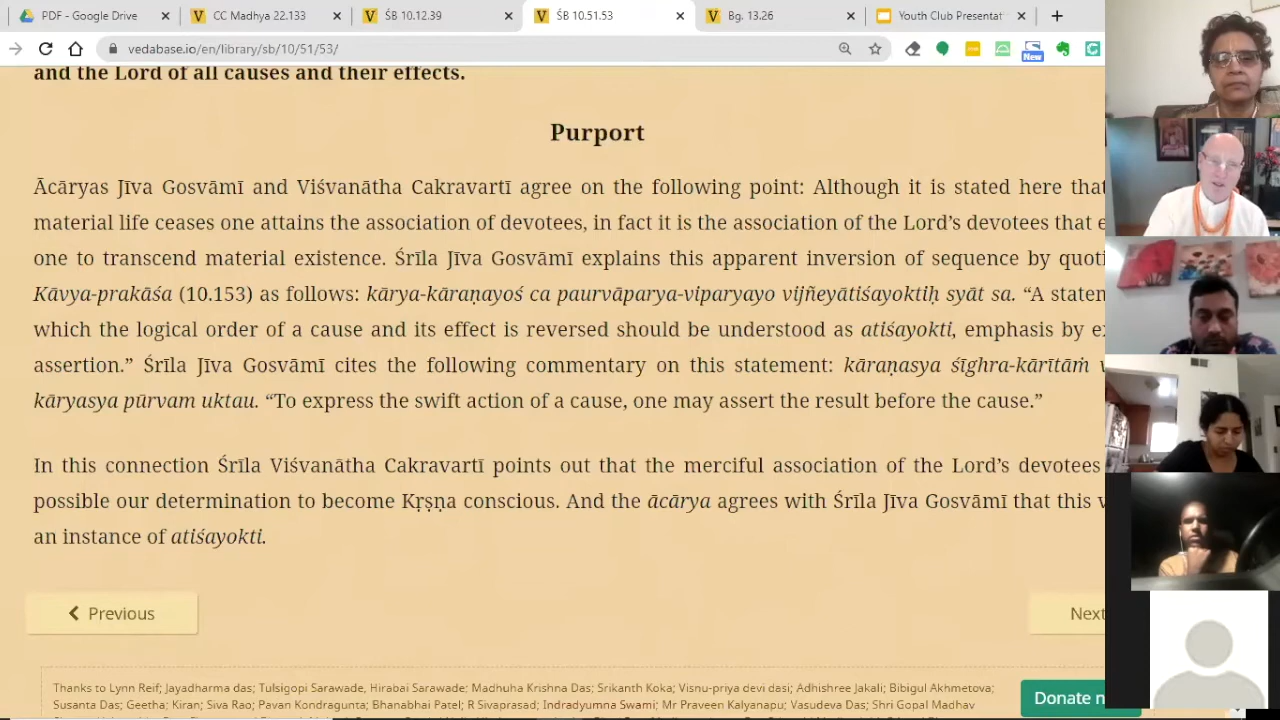 PDF - Google Drive
CC Madhya 22.133
ŚB 10.12.39
ŚB 10.51.53
Bg. 13.26
Youth Club Presentat
vedabase.io/en/library/sb/10/51/53/
New
and the Lord of all causes and their effects.
Purport
Ācāryas Jīva Gosvāmī and Viśvanātha Cakravartī agree on the following point: Although it is stated here that
material life ceases one attains the association of devotees, in fact it is the association of the Lord’s devotees that e
one to transcend material existence. Śrīla Jīva Gosvāmī explains this apparent inversion of sequence by quoti
Kāvya-prakāśa (10.153) as follows: kārya-kāraṇayoś ca paurvāparya-viparyayo vijñeyātiśayoktiḥ syāt sa. “A staten
which the logical order of a cause and its effect is reversed should be understood as atiśayokti, emphasis by e
assertion.” Śrīla Jīva Gosvāmī cites the following commentary on this statement: kāraṇasya śīghra-kāritāṁ
kāryasya pūrvam uktau. “To express the swift action of a cause, one may assert the result before the cause.”
In this connection Śrīla Viśvanātha Cakravartī points out that the merciful association of the Lord’s devotees
possible our determination to become Kṛṣṇa conscious. And the ācārya agrees with Śrīla Jīva Gosvāmī that this v
an instance of atiśayokti.
Previous
Next
Thanks to Lynn Reif; Jayadharma das; Tulsigopi Sarawade, Hirabai Sarawade; Madhuha Krishna Das; Srikanth Koka; Visnu-priya devi dasi; Adhishree Jakali; Bibigul Akhmetova;
Susanta Das; Geetha; Kiran; Siva Rao; Pavan Kondragunta; Bhanabhai Patel; R Sivaprasad; Indradyumna Swami; Mr Praveen Kalyanapu; Vasudeva Das; Shri Gopal Madhav
Donate n